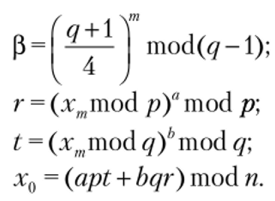 β = ((q+1)/4)^m mod(q−1);
r = (x_m mod p)^a mod p;
t = (x_m mod q)^b mod q;
x_0 = (apt + bqr) mod n.